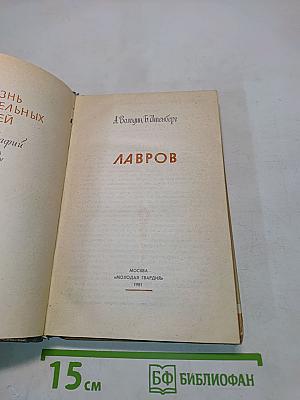 ЗНЬ
ЕЛЬНЫХ
ЕЙ
А. Володин, Б. Итенберг
ЛАВРОВ
МОСКВА
«МОЛОДАЯ ГВАРДИЯ»
1981
15 см
БФ БИБЛИОФАН